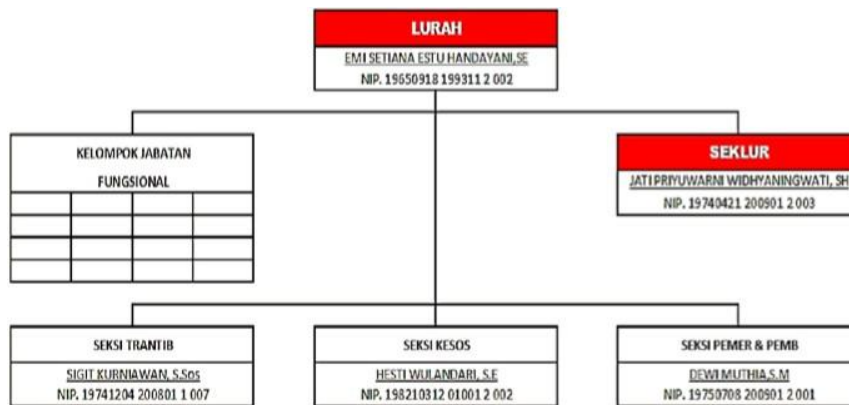 LURAH
EMI SETIANA ESTU HANDAYANI,SE
NIP. 19650918 199311 2 002
KELOMPOK JABATAN
FUNGSIONAL
SEKLUR
JATI PRIYUWARNI WIDHYANINGWATI, SH
NIP. 19740421 200901 2 003
SEKSI TRANTIB
SIGIT KURNIAWAN, S.Sos
NIP. 19741204 200801 1 007
SEKSI KESOS
HESTI WULANDARI, S.E
NIP. 198210312 01001 2 002
SEKSI PEMER & PEMB
DEWI MUTHIA,S.M
NIP. 19750708 200901 2 001